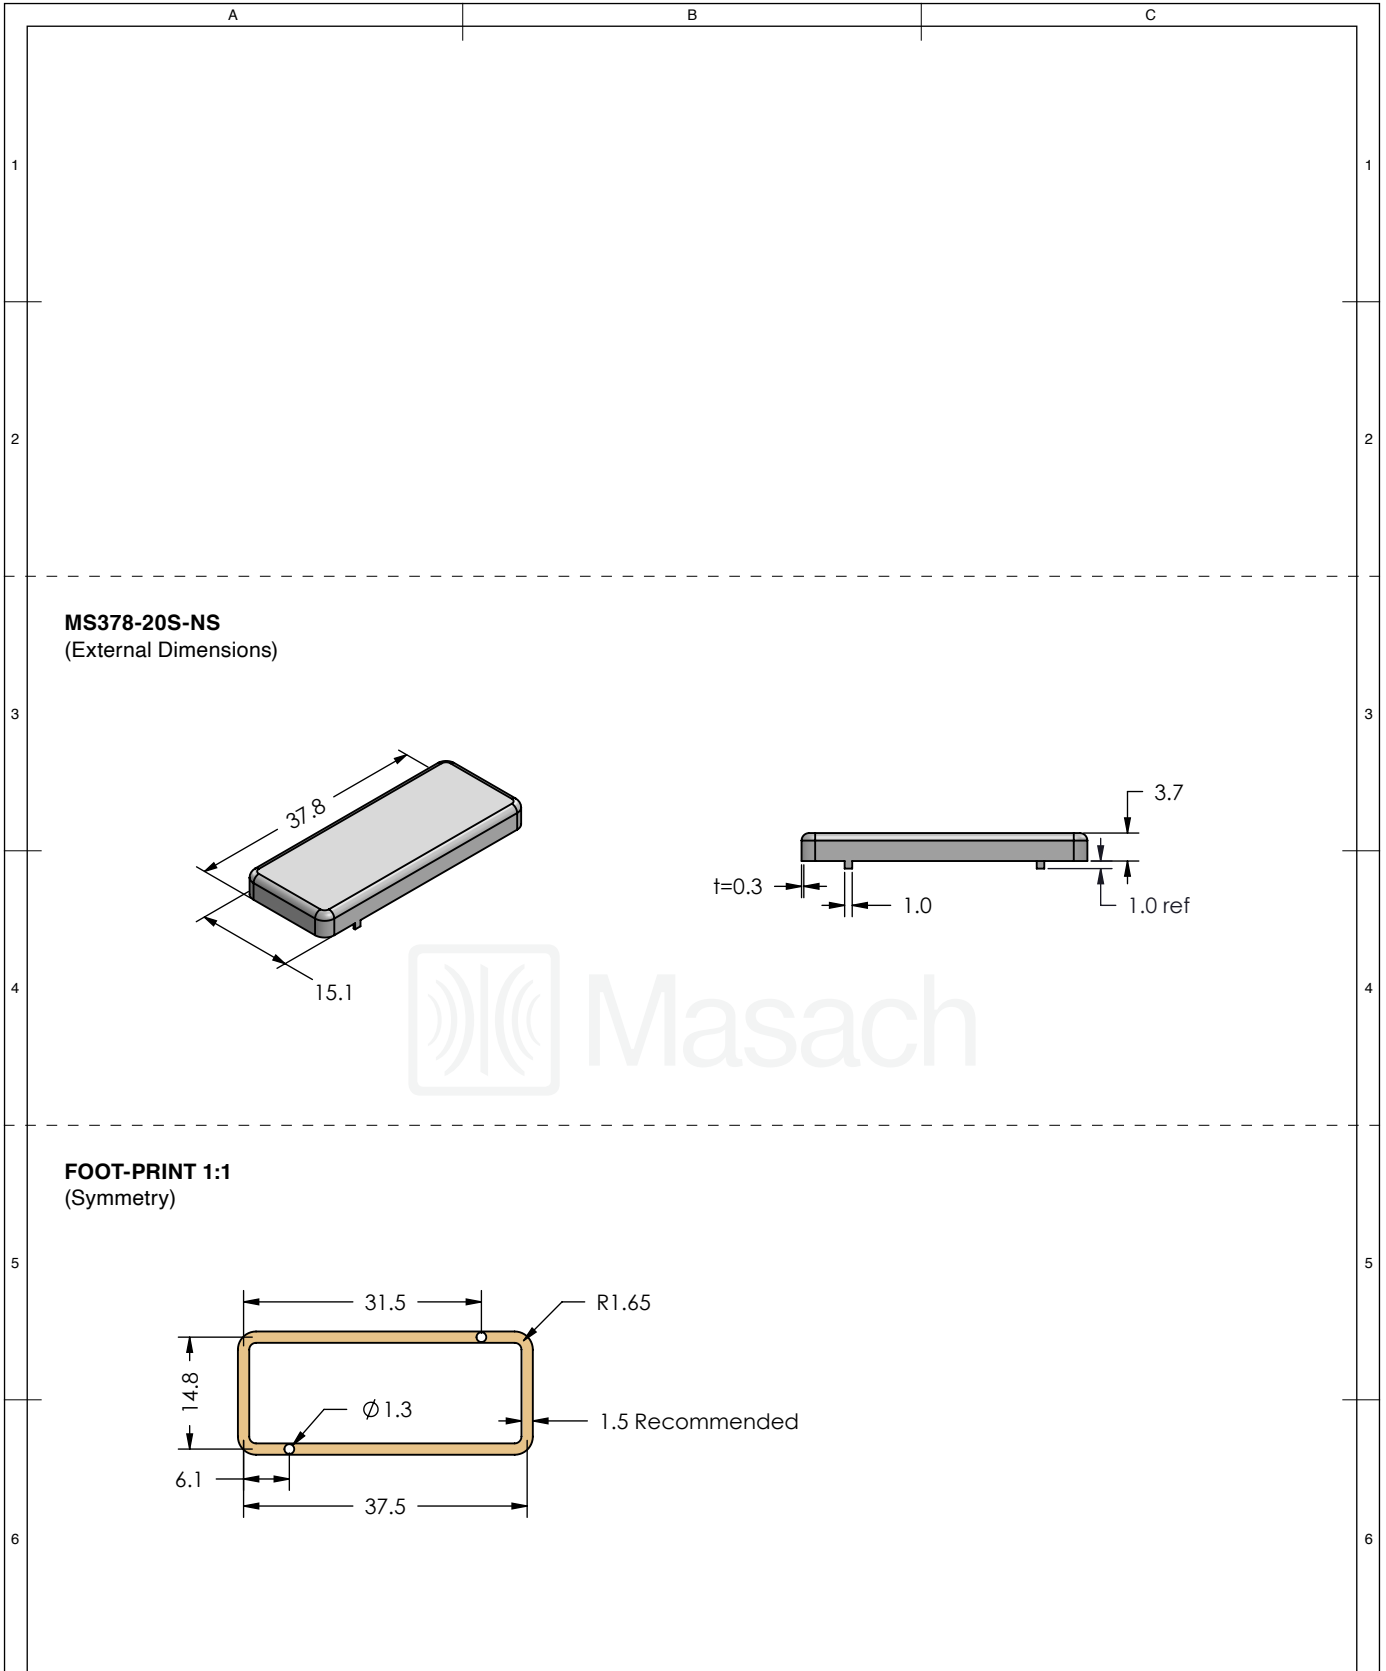 A B C
1 1
2 2
MS378-20S-NS
(External Dimensions)
3 3
37.8
3.7
t=0.3
1.0
1.0 ref
15.1
4 4
Masach
FOOT-PRINT 1:1
(Symmetry)
5 5
31.5
R1.65
14.8
Ø1.3
1.5 Recommended
6.1
37.5
6 6